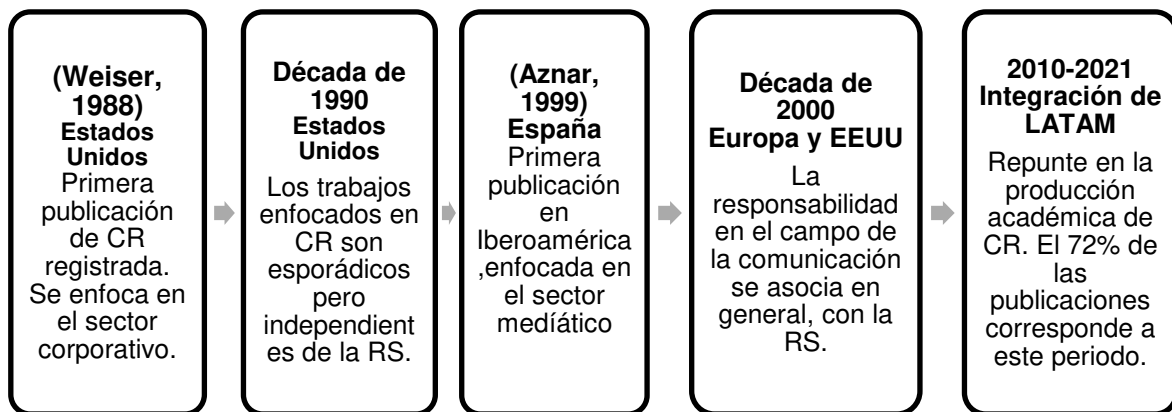 (Weiser,
1988)
Estados
Unidos
Primera
publicación
de CR
registrada.
Se enfoca en
el sector
corporativo.
Década de
1990
Estados
Unidos
Los trabajos
enfocados en
CR son
esporádicos
pero
independient
es de la RS.
(Aznar,
1999)
España
Primera
publicación
en
Iberoamérica
,enfocada en
el sector
medíático
Década de
2000
Europa y EEUU
La
responsabilidad
en el campo de
la comunicación
se asocia en
general, con la
RS.
2010-2021
Integración de
LATAM
Repunte en la
producción
académica de
CR. El 72% de
las
publicaciones
corresponde a
este periodo.